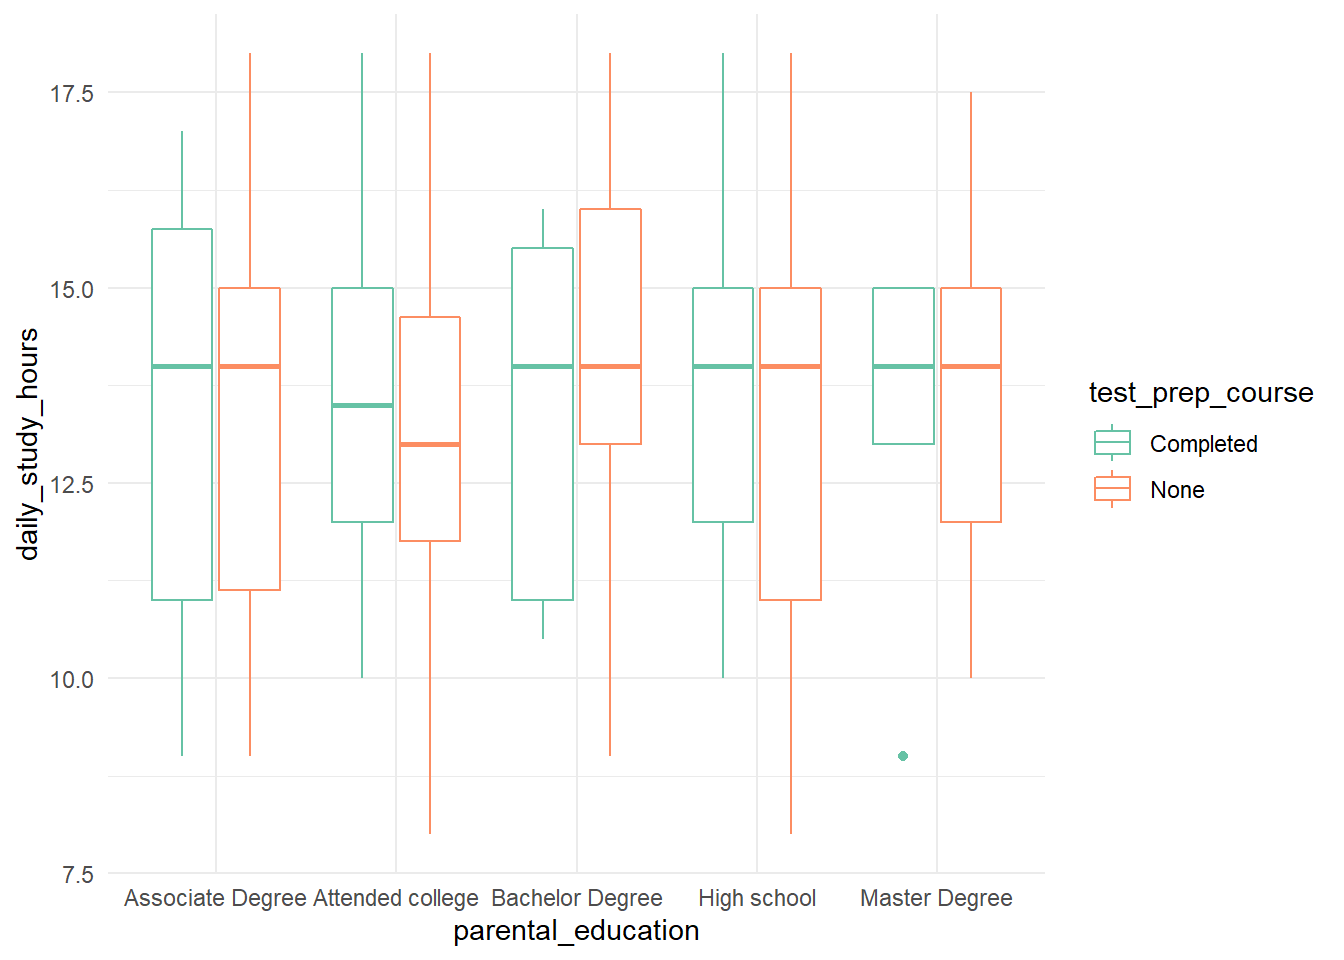 17.5
15.0
12.5
10.0
7.5
daily_study_hours
Associate Degree
Attended college
Bachelor Degree
High school
Master Degree
parental_education
test_prep_course
Completed
None